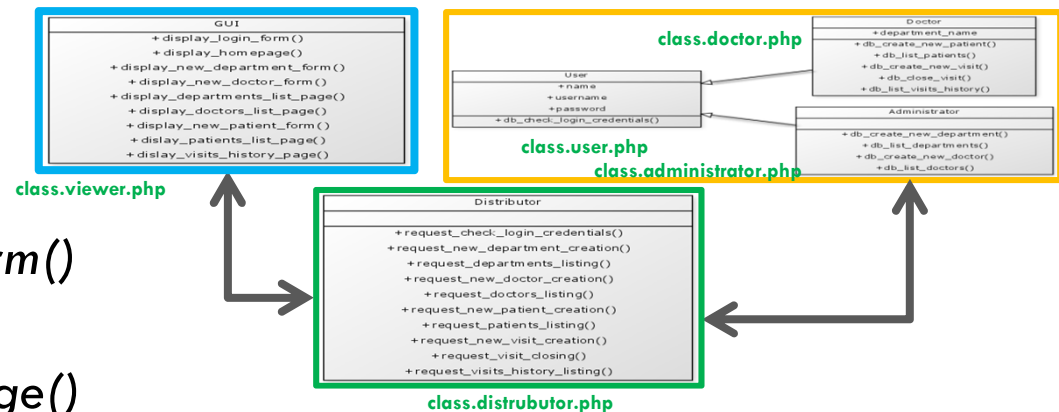 GUI
+ display_login_form()
+ display_homepage()
+ display_new_department_form()
+ display_new_doctor_form()
+ display_departments_list_page()
+ display_doctors_list_page()
+ display_new_patient_form()
+ dislay_patients_list_page()
+ dislay_visits_history_page()
class.viewer.php
class.doctor.php
Doctor
+ department_name
+ db_create_new_patient()
+ db_list_patients()
+ db_create_new_visit()
+ db_close_visit()
+ db_list_visits_history()
User
+ name
+ username
+ password
+ db_check_login_credentials()
class.user.php
Administrator
+ db_create_new_department()
+ db_list_departments()
+ db_create_new_doctor()
+ db_list_doctors()
class.administrator.php
Distributor
+ request_check_login_credentials()
+ request_new_department_creation()
+ request_departments_listing()
+ request_new_doctor_creation()
+ request_doctors_listing()
+ request_new_patient_creation()
+ request_patients_listing()
+ request_new_visit_creation()
+ request_visit_closing()
+ request_visits_history_listing()
class.distrubutor.php
rm()
ge()